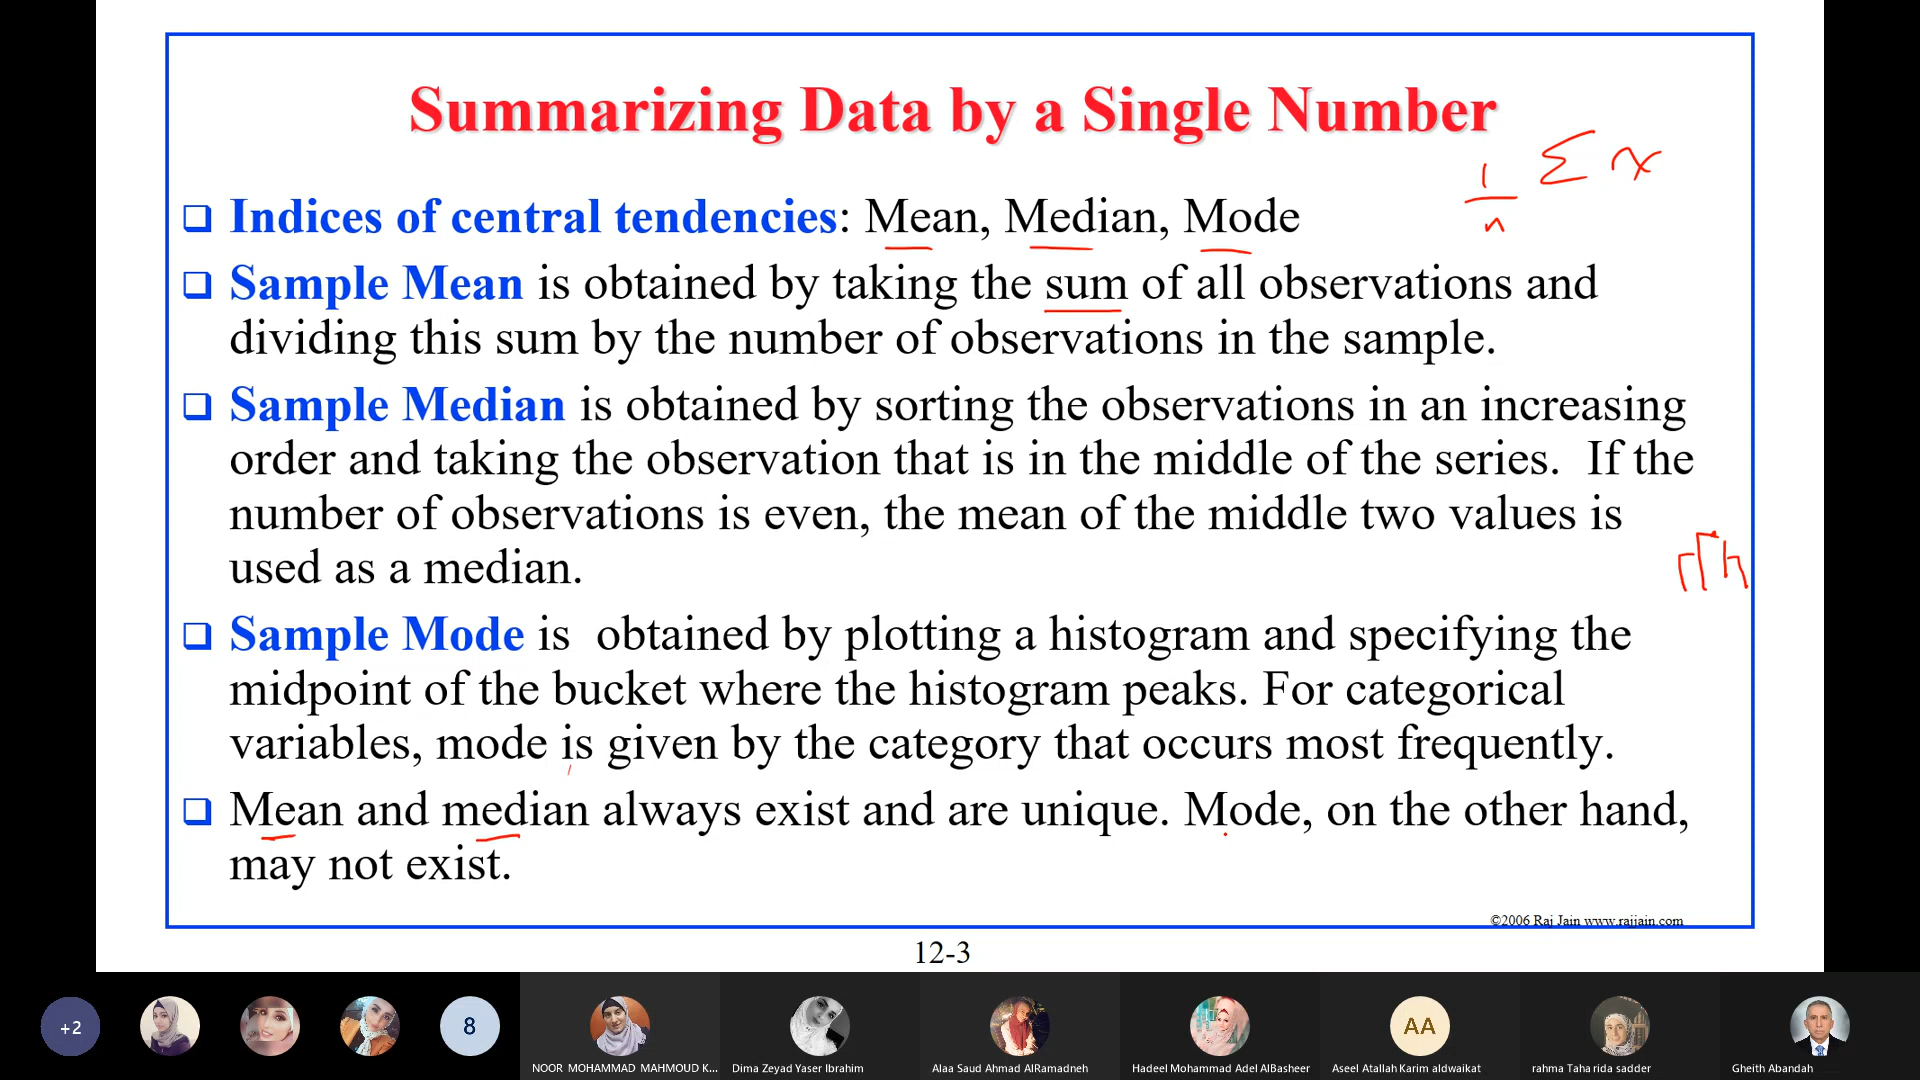 Summarizing Data by a Single Number
1/n Σ x
❑ Indices of central tendencies: Mean, Median, Mode
❑ Sample Mean is obtained by taking the sum of all observations and
dividing this sum by the number of observations in the sample.
❑ Sample Median is obtained by sorting the observations in an increasing
order and taking the observation that is in the middle of the series. If the
number of observations is even, the mean of the middle two values is
used as a median.
❑ Sample Mode is obtained by plotting a histogram and specifying the
midpoint of the bucket where the histogram peaks. For categorical
variables, mode is given by the category that occurs most frequently.
❑ Mean and median always exist and are unique. Mode, on the other hand,
may not exist.
©2006 Raj Jain www.rajjain.com
12-3
+2
8
AA
NOOR MOHAMMAD MAHMOUD K...
Dima Zeyad Yaser Ibrahim
Alaa Saud Ahmad AlRamadneh
Hadeel Mohammad Adel AlBasheer
Aseel Atallah Karim aldwaikat
rahma Taha rida sadder
Gheith Abandah